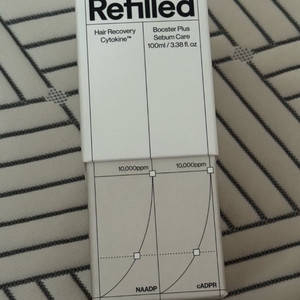 Refilled
Hair Recovery
Cytokine™
Booster Plus
Sebum Care
100ml / 3.38 fl. oz
10,000ppm
10,000ppm
NAADP
cADPR